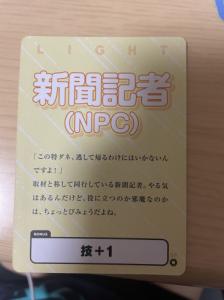 LIGHT
新聞記者
(NPC)
「この特ダネ、逃して帰るわけにはいかないん
ですよ！」
取材と称して同行している新聞記者。やる気
はあるんだけど、役に立つのか邪魔なのか
は、ちょっとびみょうだよね。
BONUS
技+1